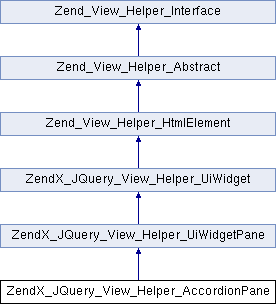 Zend_View_Helper_Interface
Zend_View_Helper_Abstract
Zend_View_Helper_HtmlElement
ZendX_JQuery_View_Helper_UiWidget
ZendX_JQuery_View_Helper_UiWidgetPane
ZendX_JQuery_View_Helper_AccordionPane